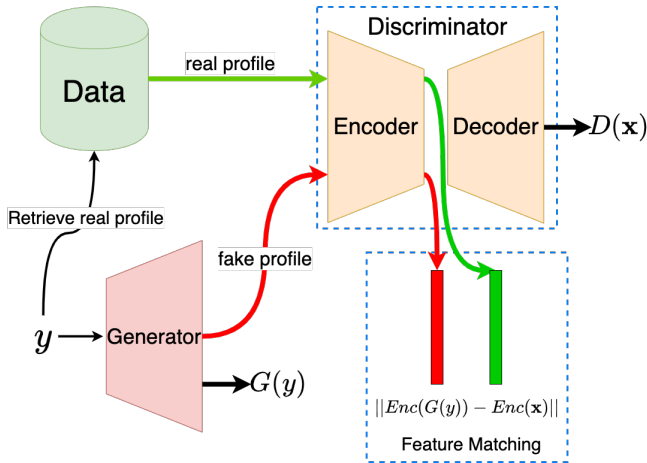 Discriminator
real profile
Data
Encoder
Decoder
D(x)
Retrieve real profile
fake profile
y
Generator
G(y)
||Enc(G(y)) − Enc(x)||
Feature Matching